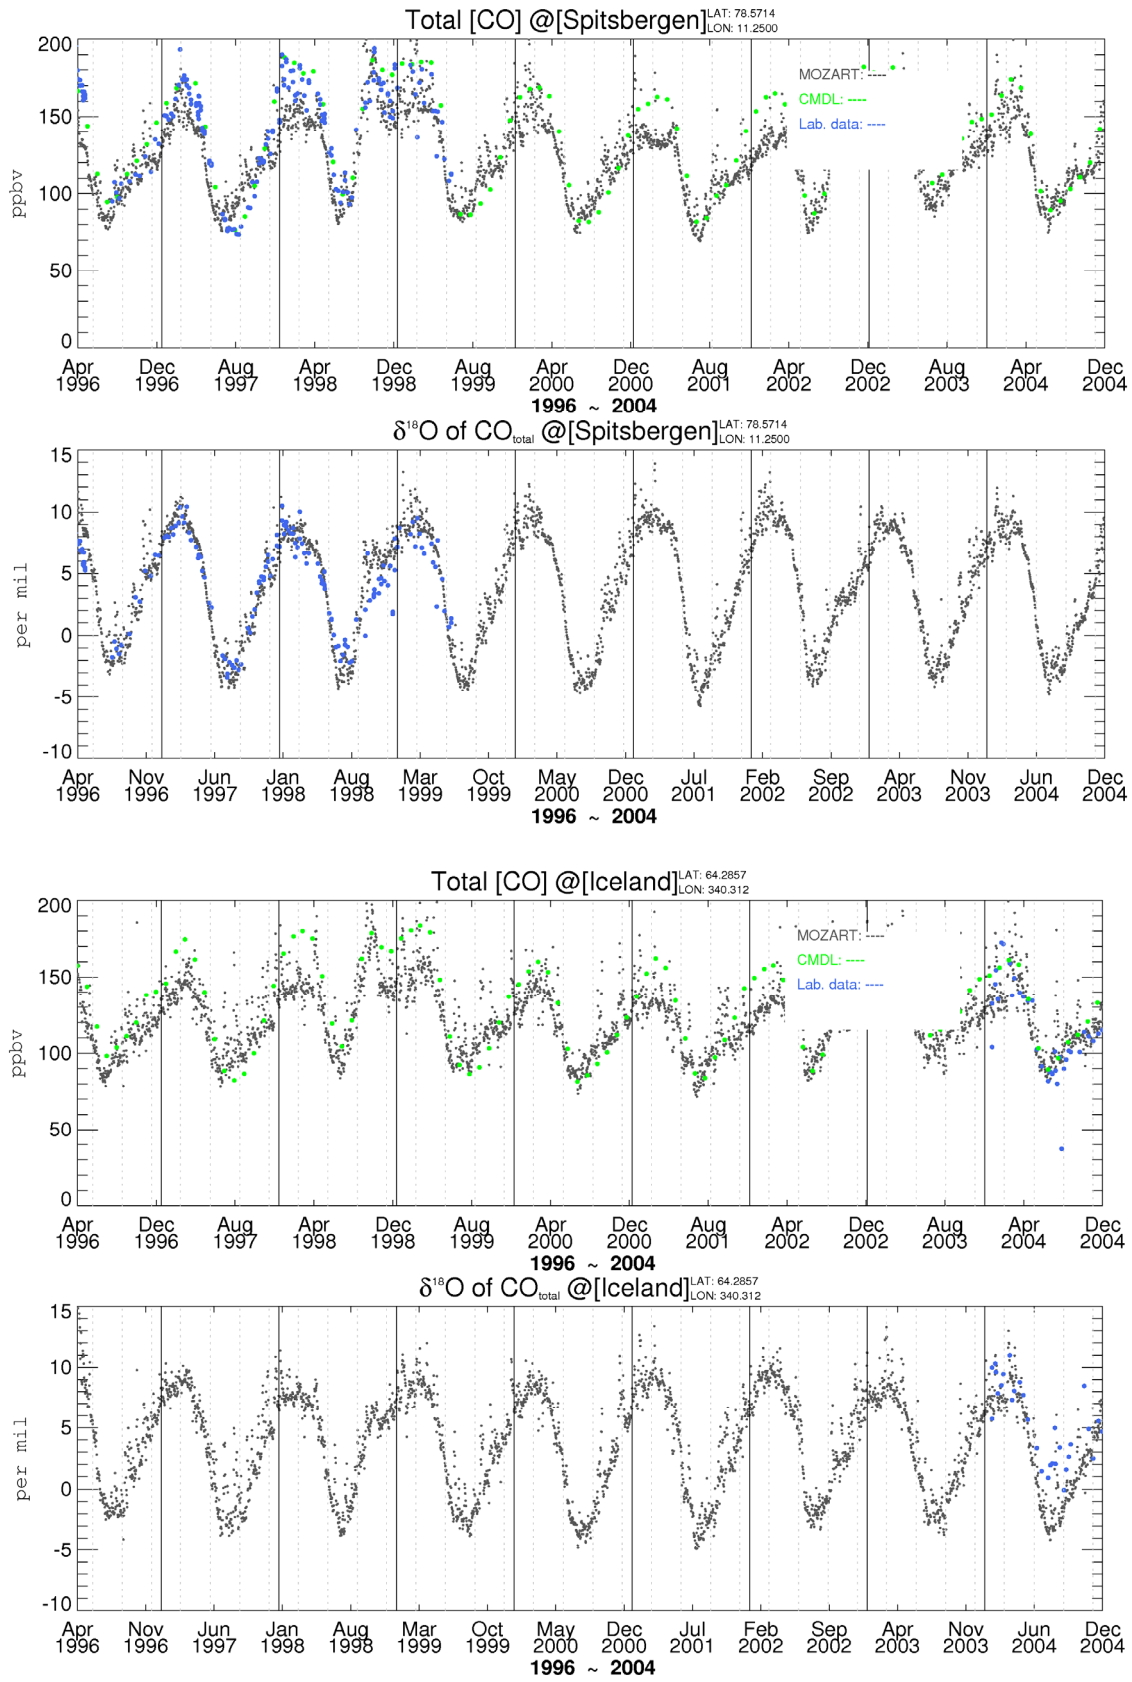 Total [CO] @[Spitsbergen] LAT: 78.5714
LON: 11.2500
200
150
100
50
0
ppbv
MOZART: ----
CMDL: ----
Lab. data: ----
Apr Dec Aug Apr Dec Aug Apr Dec Aug Apr Dec Aug Apr Dec
1996 1996 1997 1998 1998 1999 2000 2000 2001 2002 2002 2003 2004 2004
1996 ~ 2004
δ18O of COtotal @[Spitsbergen] LAT: 78.5714
LON: 11.2500
15
10
5
0
-5
-10
per mil
Apr Nov Jun Jan Aug Mar Oct May Dec Jul Feb Sep Apr Nov Jun Dec
1996 1996 1997 1998 1998 1999 1999 2000 2000 2001 2002 2002 2003 2003 2004 2004
1996 ~ 2004
Total [CO] @[Iceland] LAT: 64.2857
LON: 340.312
200
150
100
50
0
ppbv
MOZART: ----
CMDL: ----
Lab. data: ----
Apr Dec Aug Apr Dec Aug Apr Dec Aug Apr Dec Aug Apr Dec
1996 1996 1997 1998 1998 1999 2000 2000 2001 2002 2002 2003 2004 2004
1996 ~ 2004
δ18O of COtotal @[Iceland] LAT: 64.2857
LON: 340.312
15
10
5
0
-5
-10
per mil
Apr Nov Jun Jan Aug Mar Oct May Dec Jul Feb Sep Apr Nov Jun Dec
1996 1996 1997 1998 1998 1999 1999 2000 2000 2001 2002 2002 2003 2003 2004 2004
1996 ~ 2004